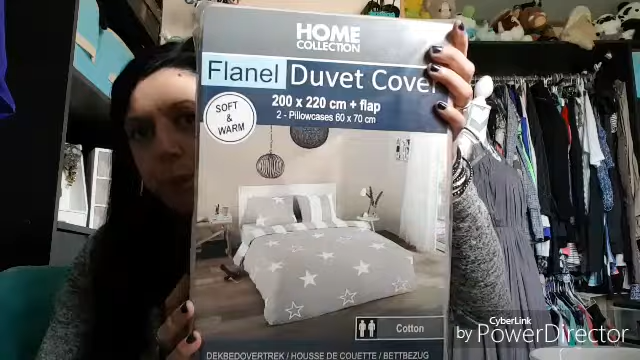 HOME
COLLECTION
Flanel Duvet Cover
200 x 220 cm + flap
2 - Pillowcases 60 x 70 cm
SOFT
&
WARM
Cotton
DEKBEDOVERTREK / HOUSSE DE COUETTE / BETTBEZUG
CyberLink
by PowerDirector